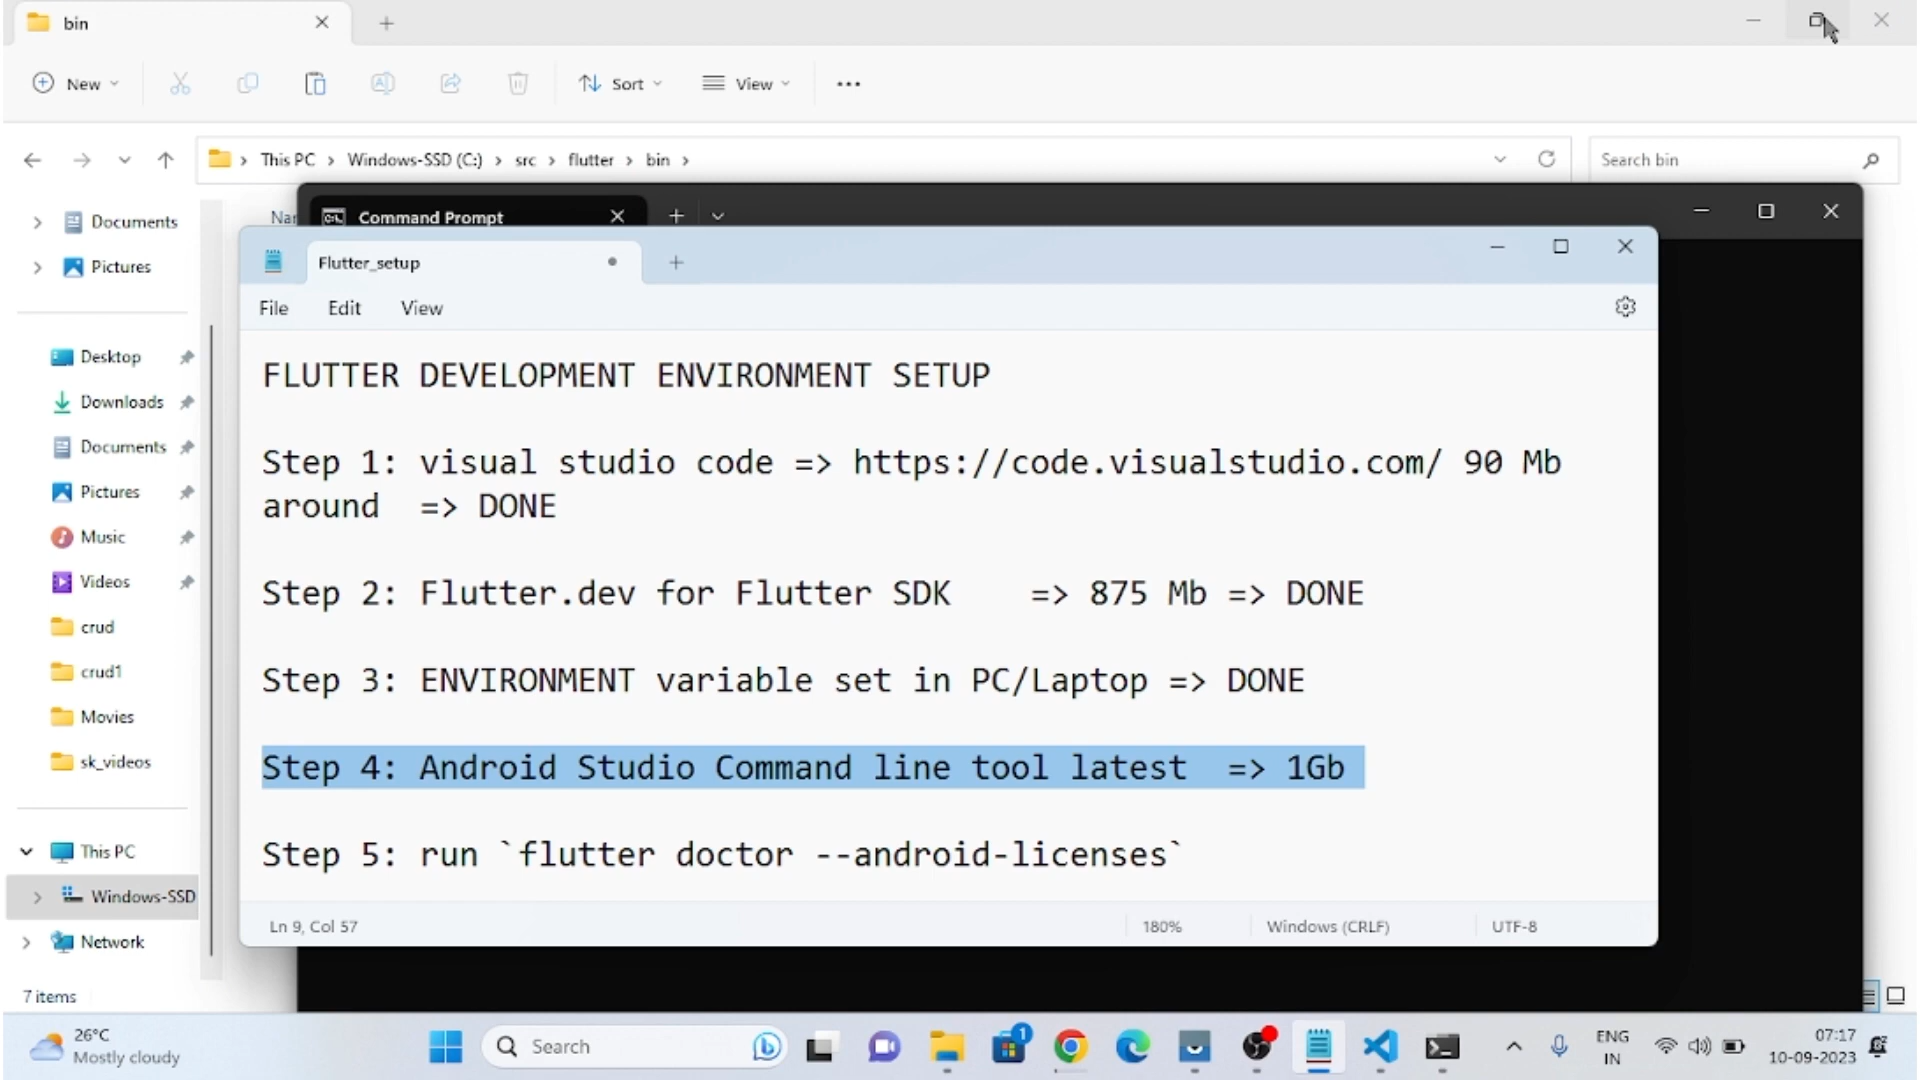 bin
New
Sort
View
This PC > Windows-SSD (C:) > src > flutter > bin >
Search bin
Documents
Pictures
Desktop
Downloads
Documents
Pictures
Music
Videos
crud
crud1
Movies
sk_videos
This PC
Windows-SSD
Network
7 items
Command Prompt
Flutter_setup
File Edit View
FLUTTER DEVELOPMENT ENVIRONMENT SETUP
Step 1: visual studio code => https://code.visualstudio.com/ 90 Mb
around => DONE
Step 2: Flutter.dev for Flutter SDK => 875 Mb => DONE
Step 3: ENVIRONMENT variable set in PC/Laptop => DONE
Step 4: Android Studio Command line tool latest => 1Gb
Step 5: run `flutter doctor --android-licenses`
Ln 9, Col 57
180%
Windows (CRLF)
UTF-8
26°C
Mostly cloudy
Search
1
ENG
IN
07:17
10-09-2023